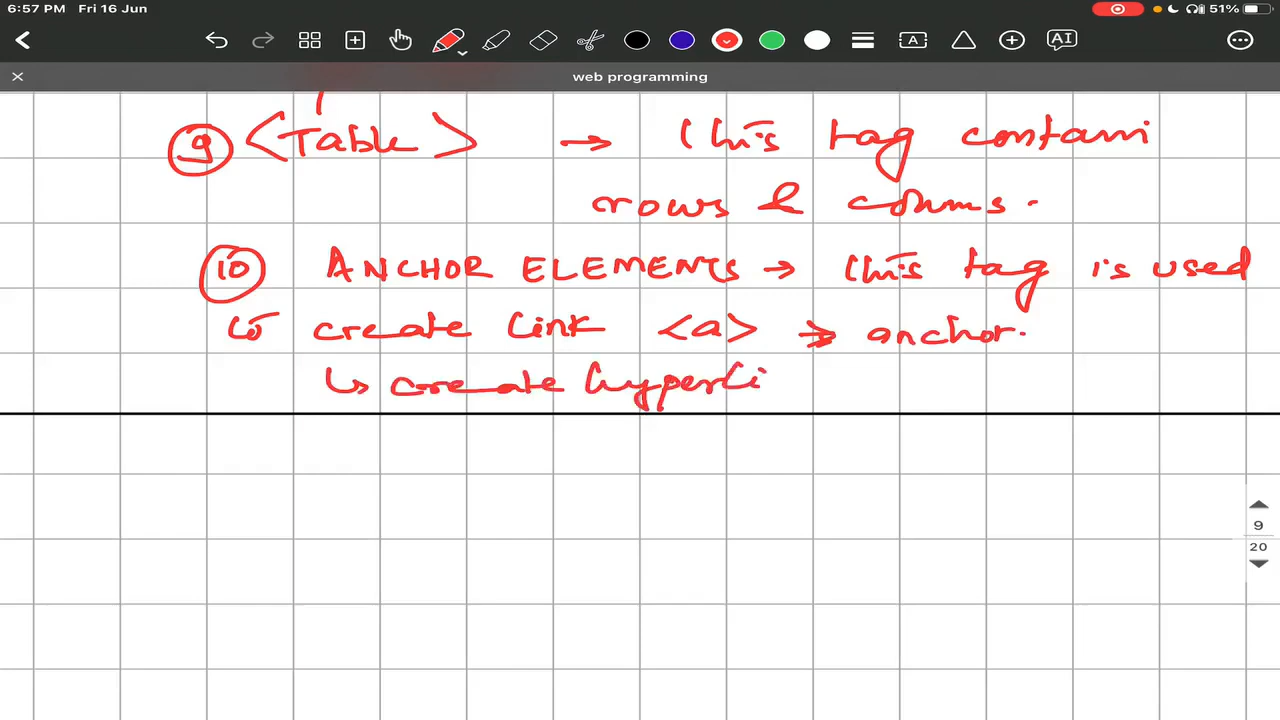 6:57 PM Fri 16 Jun 51%
A AI
web programming
9 <Table> → This tag contain
rows & colums.
10 ANCHOR ELEMENTS → This tag is used
to create link <a> → anchor.
↳ create hyperli
9
20